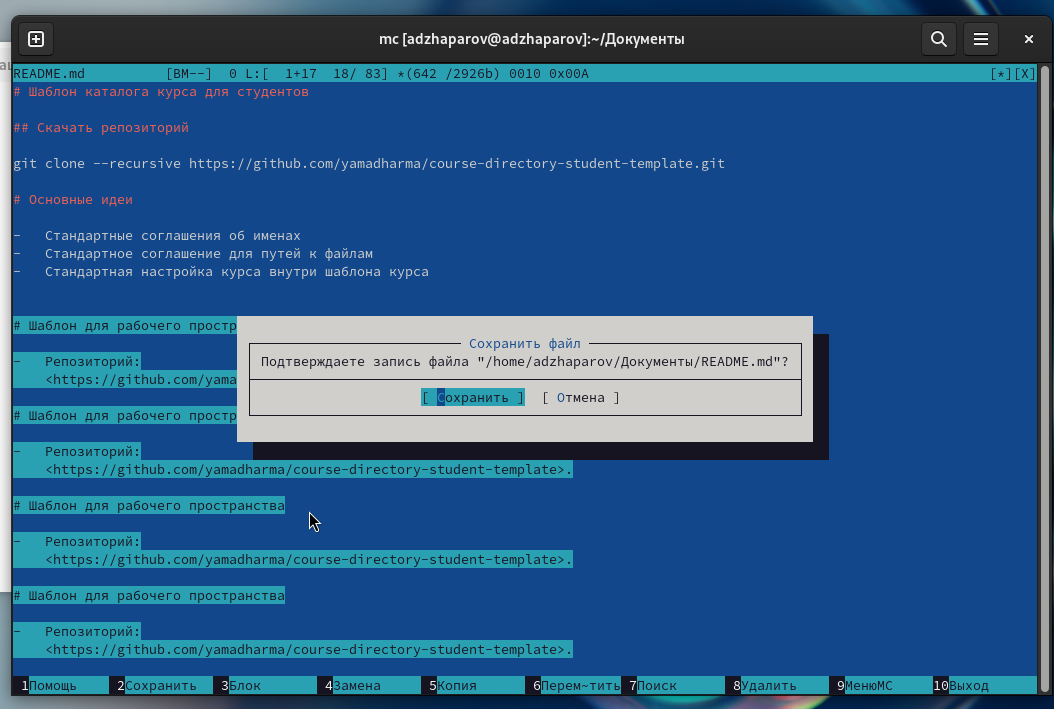 mc [adzhaparov@adzhaparov]:~/Документы
README.md [BM--] 0 L:[ 1+17 18/ 83] *(642 /2926b) 0010 0x00A [*][X]
# Шаблон каталога курса для студентов
## Скачать репозиторий
git clone --recursive https://github.com/yamadharma/course-directory-student-template.git
# Основные идеи
- Стандартные соглашения об именах
- Стандартное соглашение для путей к файлам
- Стандартная настройка курса внутри шаблона курса
# Шаблон для рабочего простр
Сохранить файл
Подтверждаете запись файла "/home/adzhaparov/Документы/README.md"?
- Репозиторий:
<https://github.com/yama
[ Сохранить ] [ Отмена ]
# Шаблон для рабочего простр
- Репозиторий:
<https://github.com/yamadharma/course-directory-student-template>.
# Шаблон для рабочего пространства
- Репозиторий:
<https://github.com/yamadharma/course-directory-student-template>.
# Шаблон для рабочего пространства
- Репозиторий:
<https://github.com/yamadharma/course-directory-student-template>.
1Помощь 2Сохранить 3Блок 4Замена 5Копия 6Перем~тить 7Поиск 8Удалить 9МенюMC 10Выход